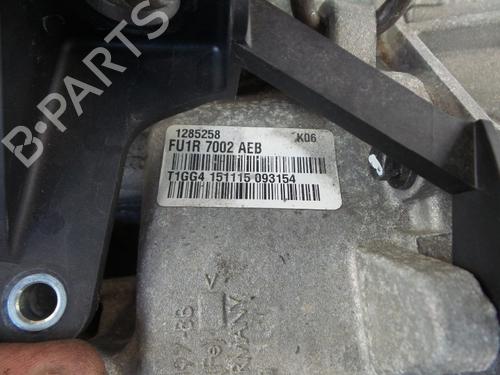 B-PARTS
1285258 K06
FU1R 7002 AEB
T1GG4 151115 093154